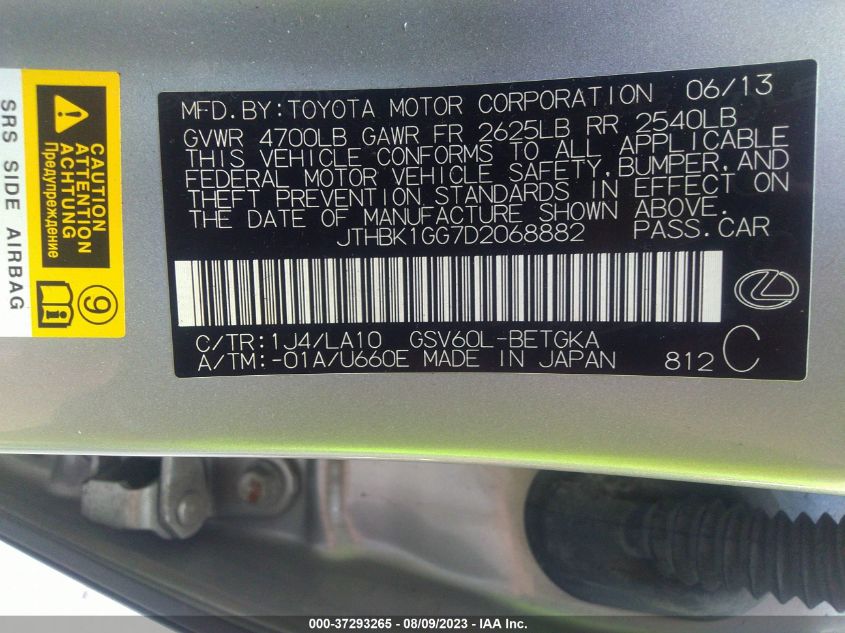 SRS SIDE AIRBAG
CAUTION
ATTENTION
ACHTUNG
Предупреждение
9
MFD.BY:TOYOTA MOTOR CORPORATION 06/13
GVWR 4700LB GAWR FR 2625LB RR 2540LB
THIS VEHICLE CONFORMS TO ALL APPLICABLE
FEDERAL MOTOR VEHICLE SAFETY,BUMPER,AND
THEFT PREVENTION STANDARDS IN EFFECT ON
THE DATE OF MANUFACTURE SHOWN ABOVE.
JTHBK1GG7D2068882 PASS.CAR
C/TR:1J4/LA10 GSV60L-BETGKA
A/TM:-01A/U660E MADE IN JAPAN 812 C
000-37293265 - 08/09/2023 - IAA Inc.